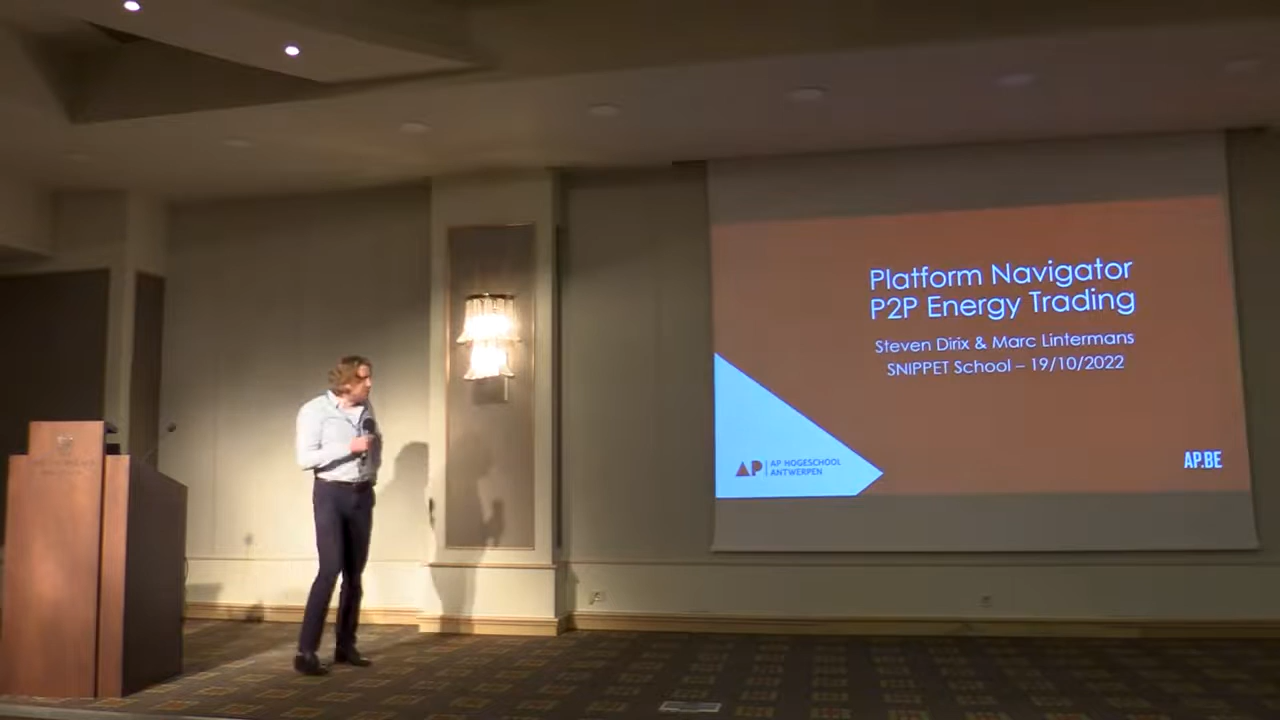 Platform Navigator
P2P Energy Trading
Steven Dirix & Marc Lintermans
SNIPPET School – 19/10/2022
AP AP HOGESCHOOL
ANTWERPEN
AP.BE